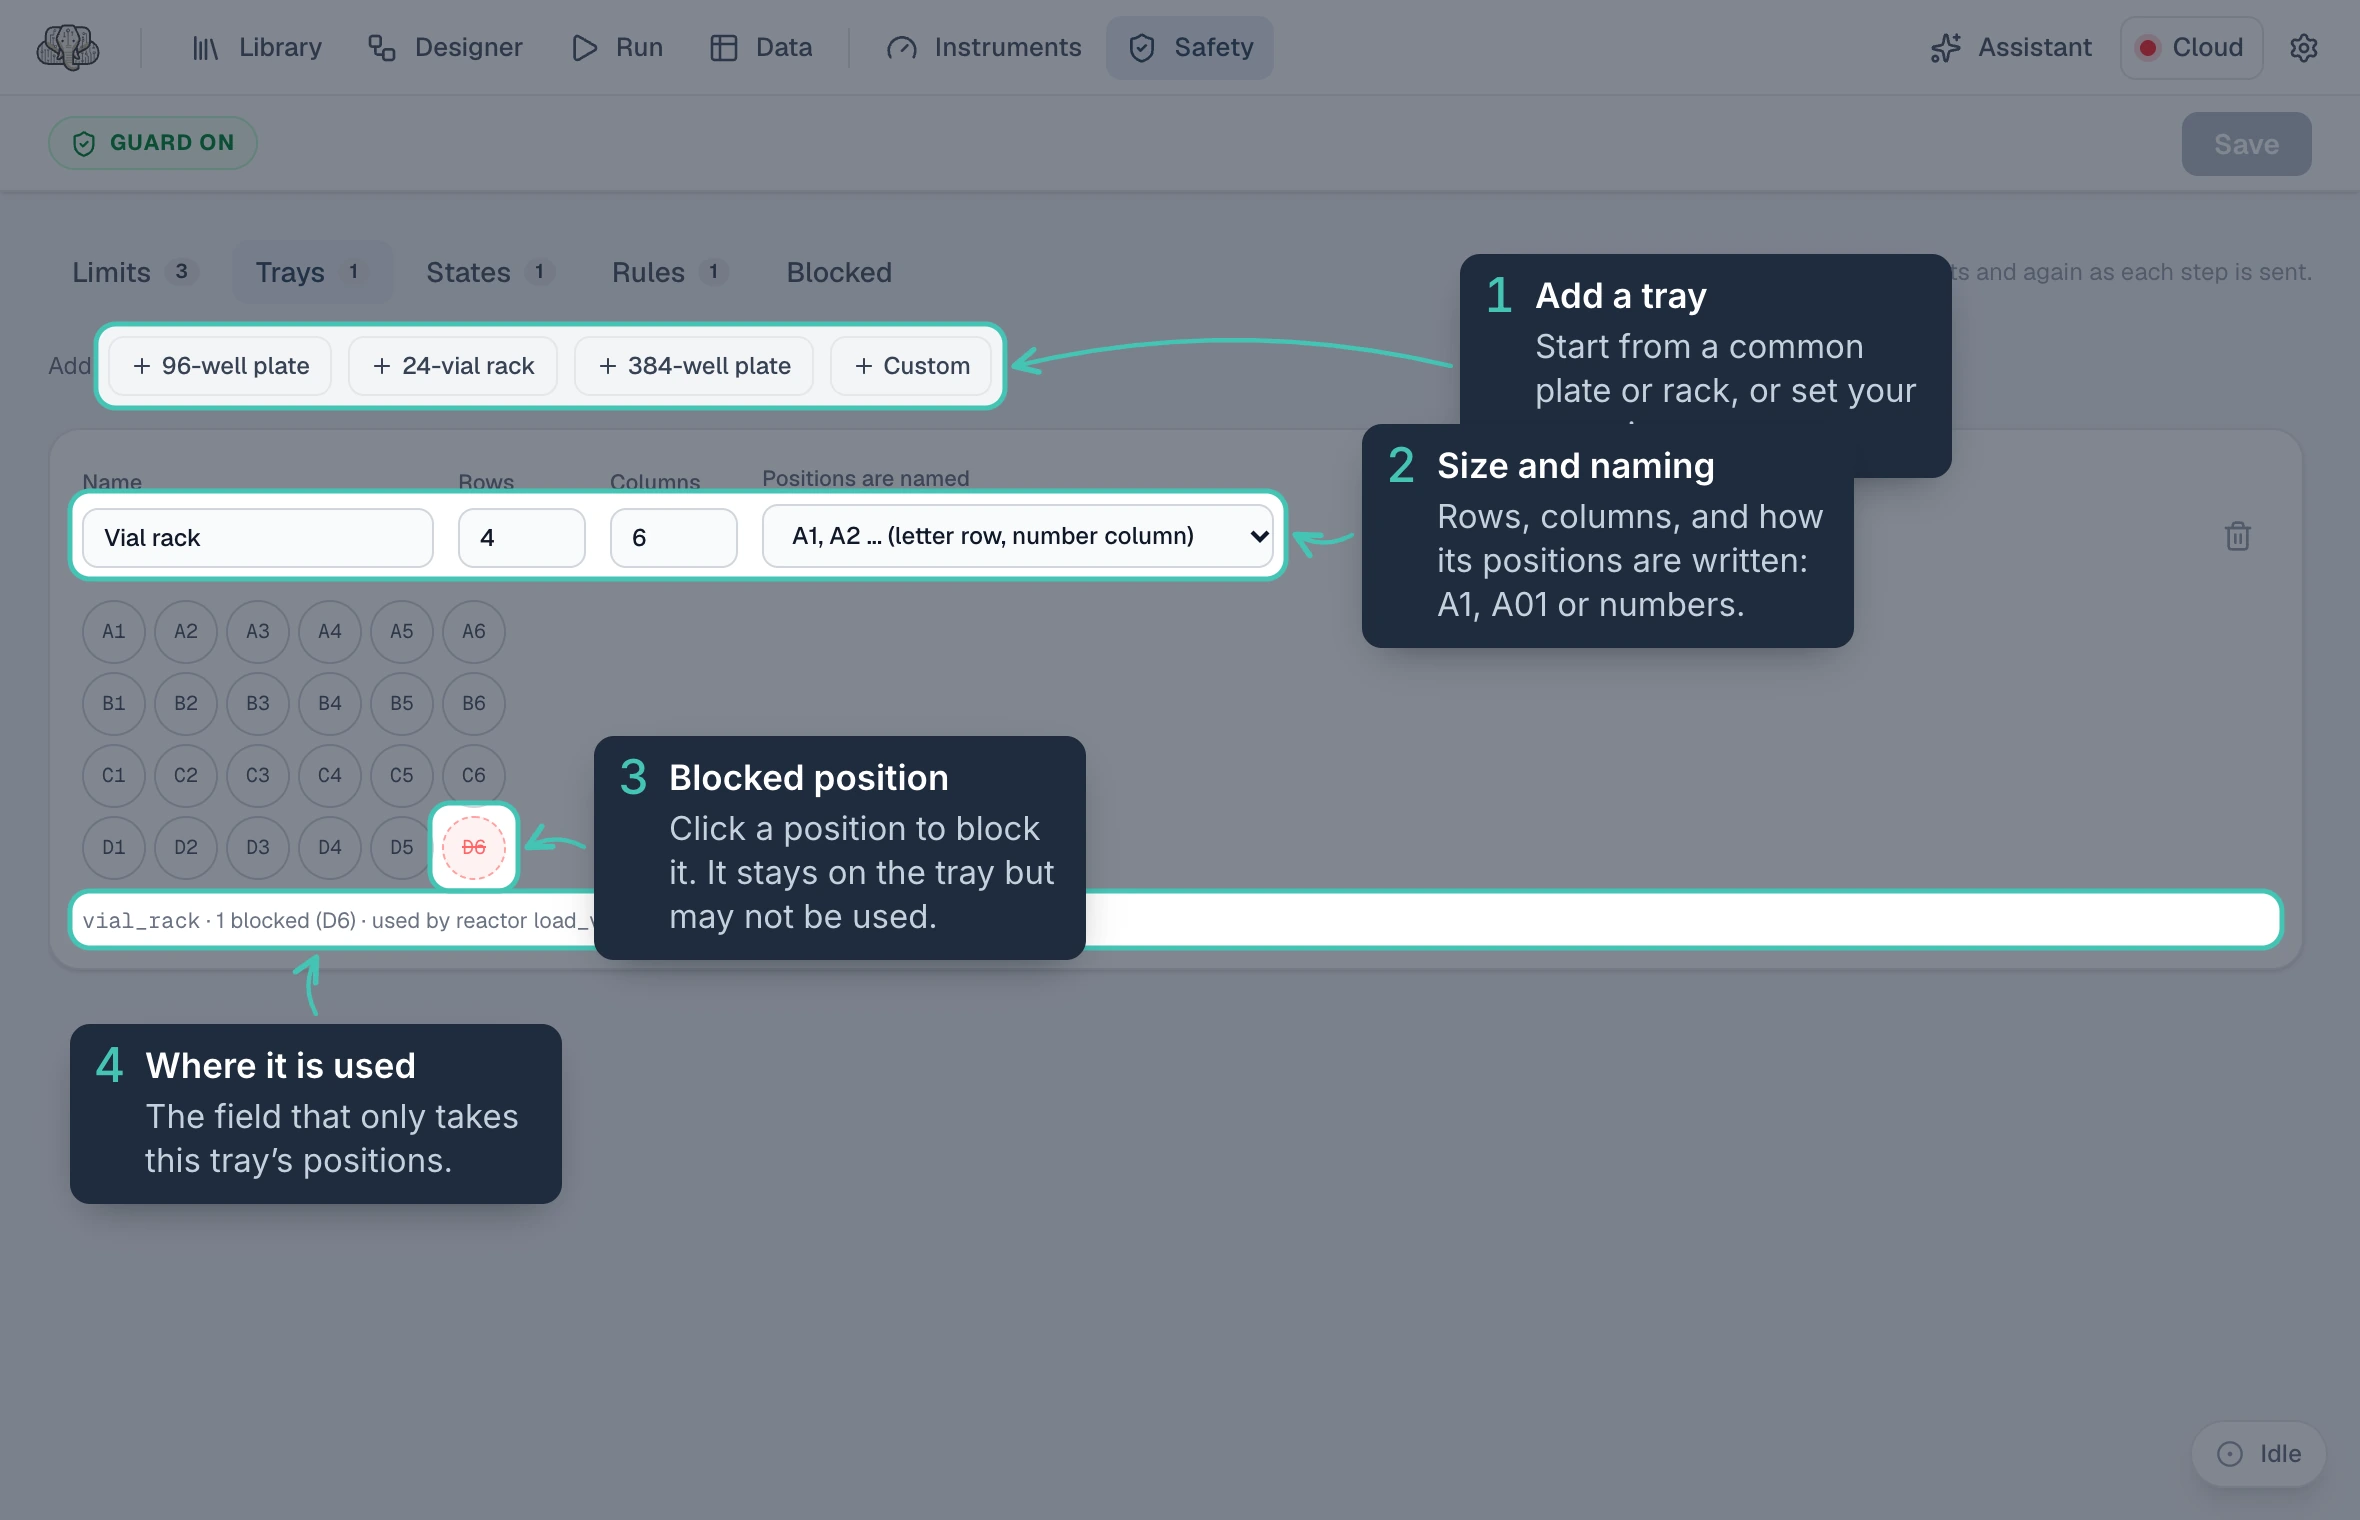 Library
Designer
Run
Data
Instruments
Safety
Assistant
Cloud
GUARD ON
Save
Limits 3
Trays 1
States 1
Rules 1
Blocked
and again as each step is sent.
Add
+ 96-well plate
+ 24-vial rack
+ 384-well plate
+ Custom
1 Add a tray
Start from a common
plate or rack, or set your
Name
Rows
Columns
Positions are named
Vial rack
4
6
A1, A2 ... (letter row, number column)
2 Size and naming
Rows, columns, and how
its positions are written:
A1, A01 or numbers.
A1 A2 A3 A4 A5 A6
B1 B2 B3 B4 B5 B6
C1 C2 C3 C4 C5 C6
D1 D2 D3 D4 D5 D6
3 Blocked position
Click a position to block
it. It stays on the tray but
may not be used.
vial_rack · 1 blocked (D6) · used by reactor load_
4 Where it is used
The field that only takes
this tray’s positions.
Idle